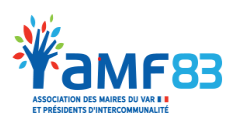 AMF83
ASSOCIATION DES MAIRES DU VAR
ET PRÉSIDENTS D'INTERCOMMUNALITÉ